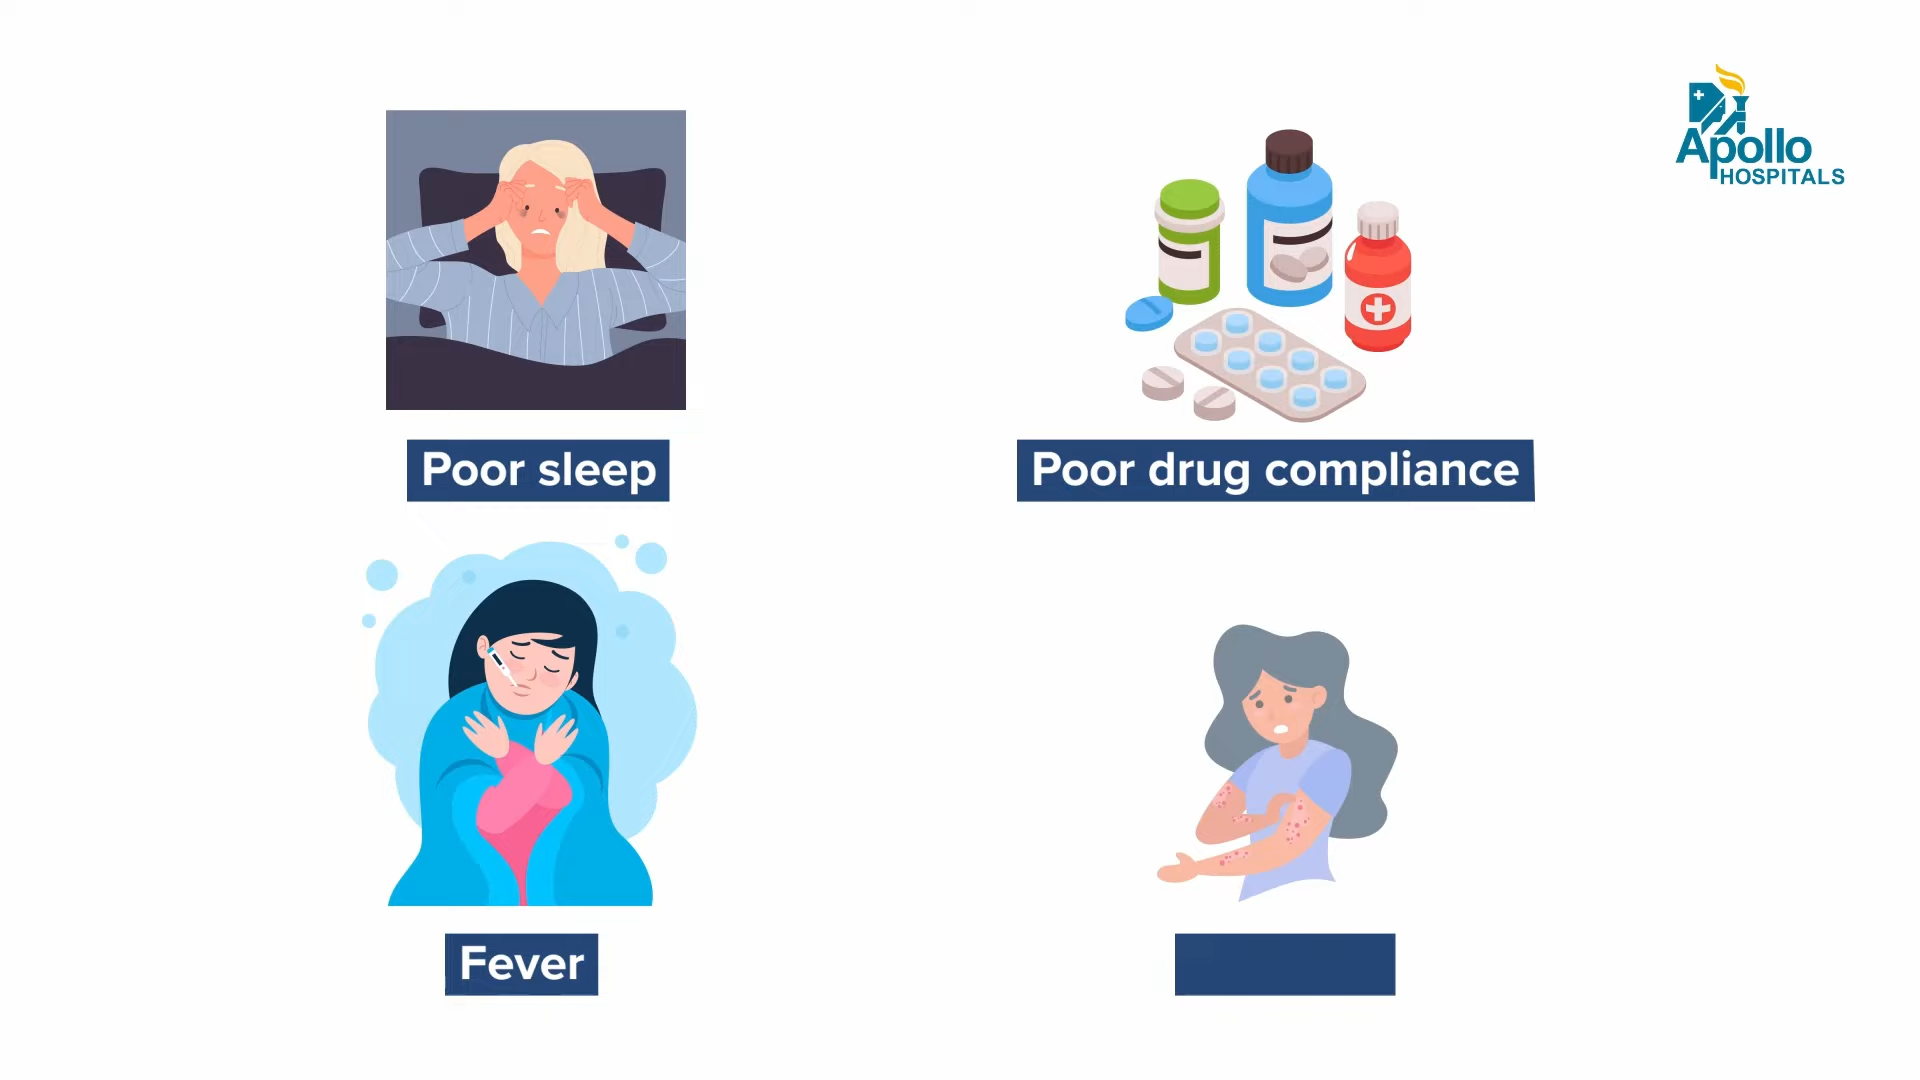 Apollo
HOSPITALS
Poor sleep
Poor drug compliance
Fever